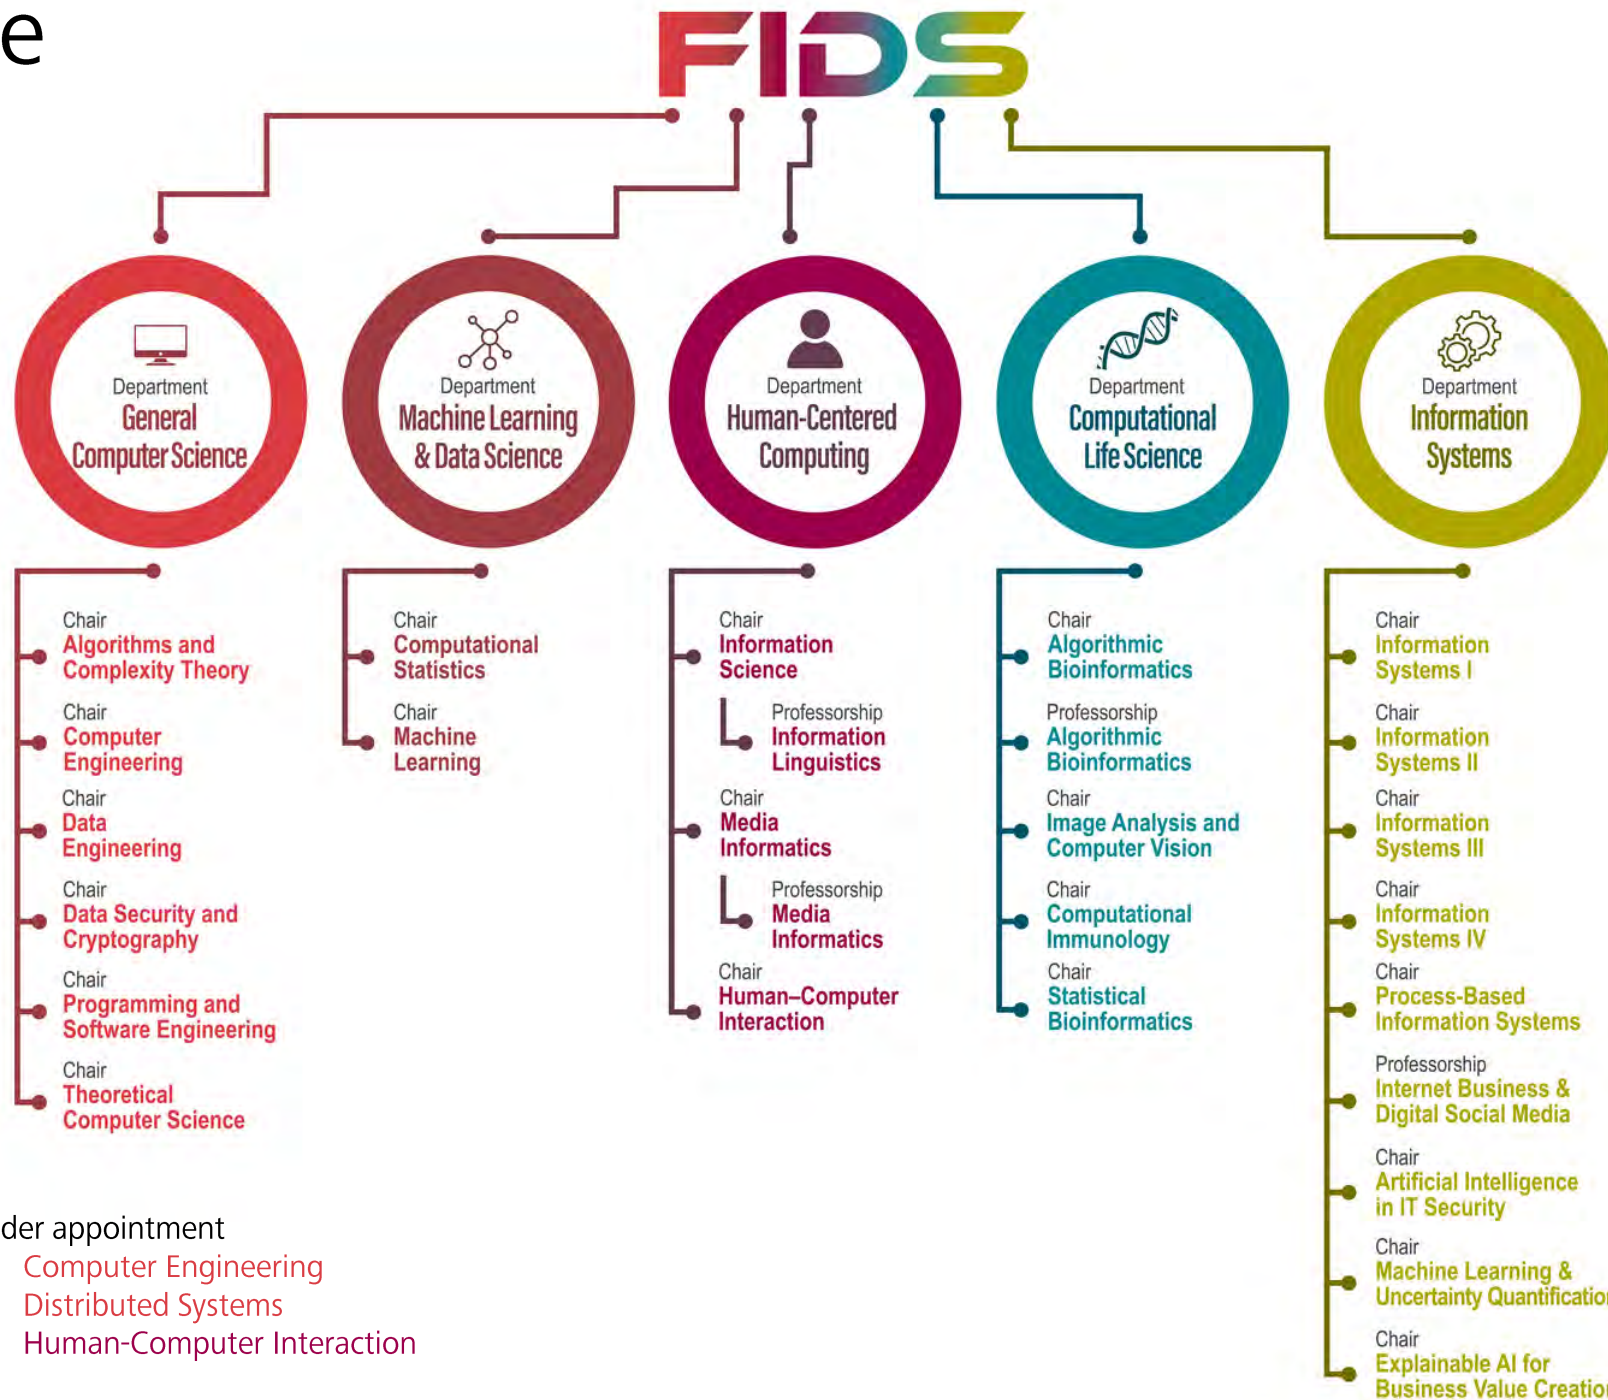 e
FIDS
Department
General
Computer Science
Department
Machine Learning
& Data Science
Department
Human-Centered
Computing
Department
Computational
Life Science
Department
Information
Systems
Chair
Algorithms and
Complexity Theory
Chair
Computer
Engineering
Chair
Data
Engineering
Chair
Data Security and
Cryptography
Chair
Programming and
Software Engineering
Chair
Theoretical
Computer Science
Chair
Computational
Statistics
Chair
Machine
Learning
Chair
Information
Science
Professorship
Information
Linguistics
Chair
Media
Informatics
Professorship
Media
Informatics
Chair
Human–Computer
Interaction
Chair
Algorithmic
Bioinformatics
Professorship
Algorithmic
Bioinformatics
Chair
Image Analysis and
Computer Vision
Chair
Computational
Immunology
Chair
Statistical
Bioinformatics
Chair
Information
Systems I
Chair
Information
Systems II
Chair
Information
Systems III
Chair
Information
Systems IV
Chair
Process-Based
Information Systems
Professorship
Internet Business &
Digital Social Media
Chair
Artificial Intelligence
in IT Security
Chair
Machine Learning &
Uncertainty Quantificatio
Chair
Explainable AI for
Business Value Creatio
der appointment
Computer Engineering
Distributed Systems
Human-Computer Interaction